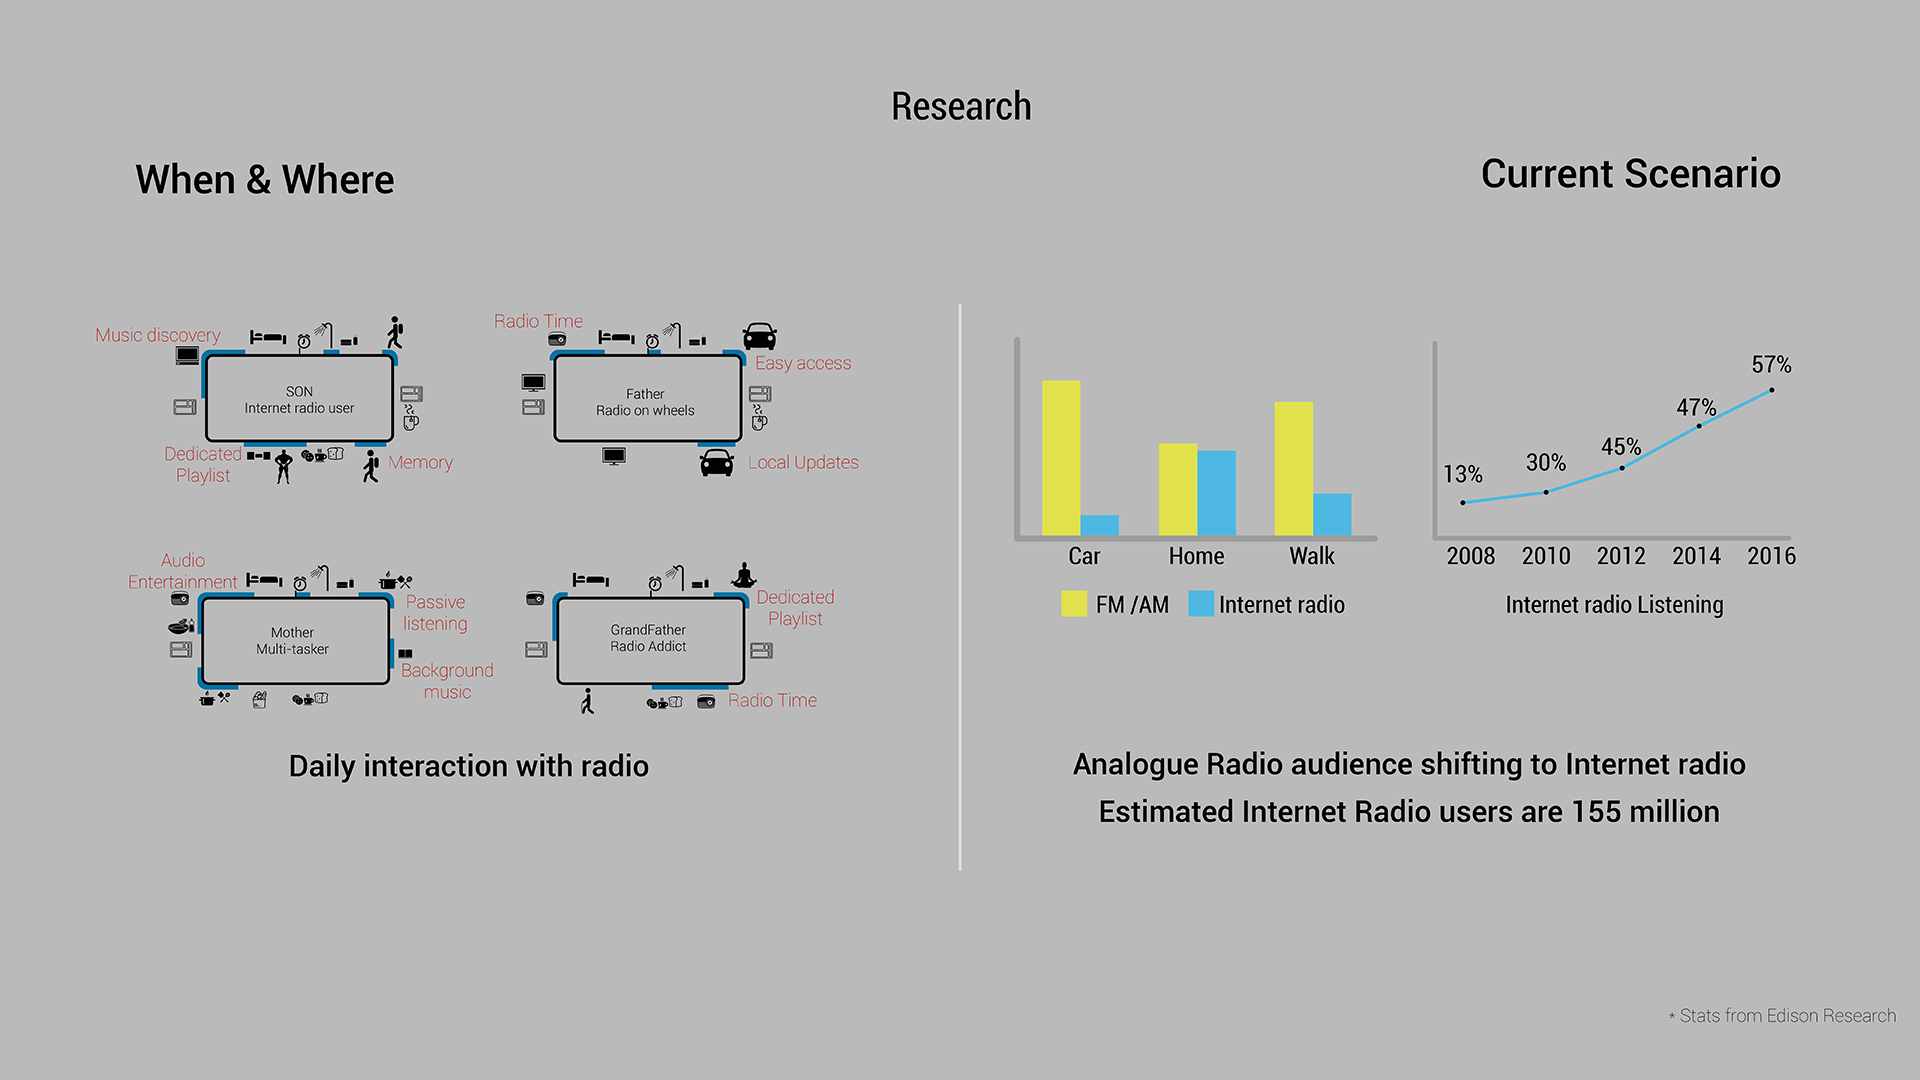 Research
When & Where
Music discovery
SON
Internet radio user
Dedicated
Playlist
Memory
Radio Time
Easy access
Father
Radio on wheels
Local Updates
Audio
Entertainment
Passive
listening
Mother
Multi-tasker
Background
music
Dedicated
Playlist
GrandFather
Radio Addict
Radio Time
Daily interaction with radio
Current Scenario
Car Home Walk
FM /AM Internet radio
13% 30% 45% 47% 57%
2008 2010 2012 2014 2016
Internet radio Listening
Analogue Radio audience shifting to Internet radio
Estimated Internet Radio users are 155 million
* Stats from Edison Research